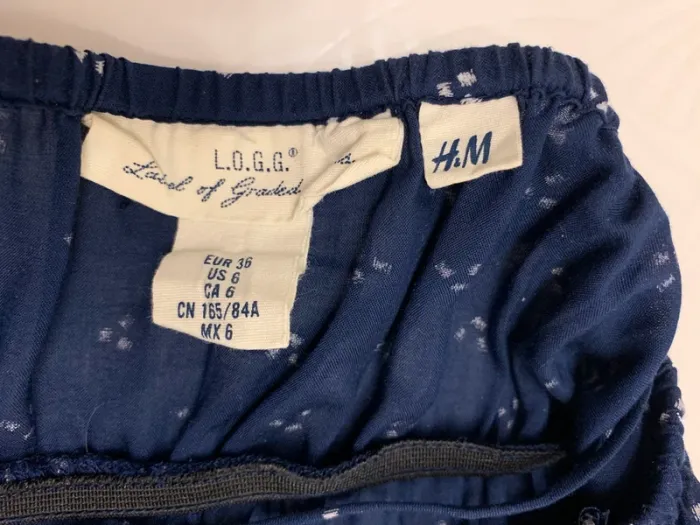 L.O.G.G.®
Label of Graded
H&M
EUR 36
US 6
CA 6
CN 165/84A
MX 6